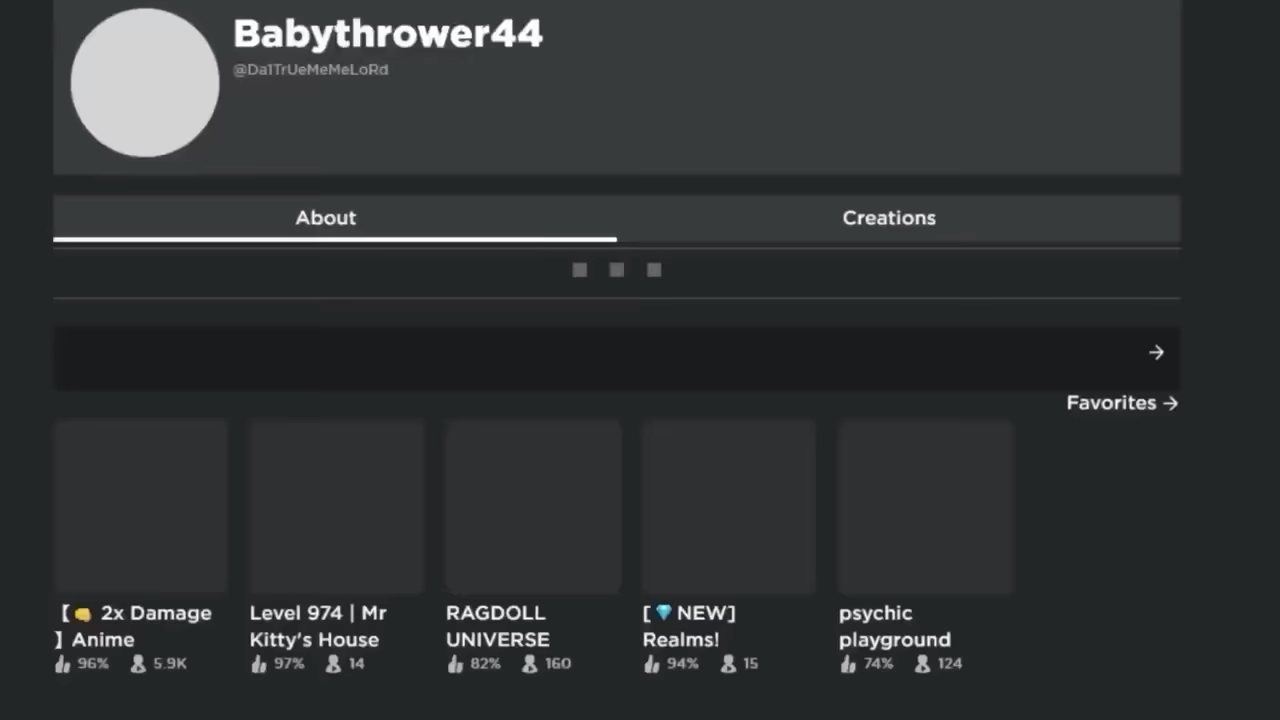 Babythrower44
@Da1TrUeMeMeLoRd
About
Creations
Favorites →
【👊 2x Damage
】 Anime
96% 5.9K
Level 974 | Mr
Kitty's House
97% 14
RAGDOLL
UNIVERSE
82% 160
[💎NEW]
Realms!
94% 15
psychic
playground
74% 124